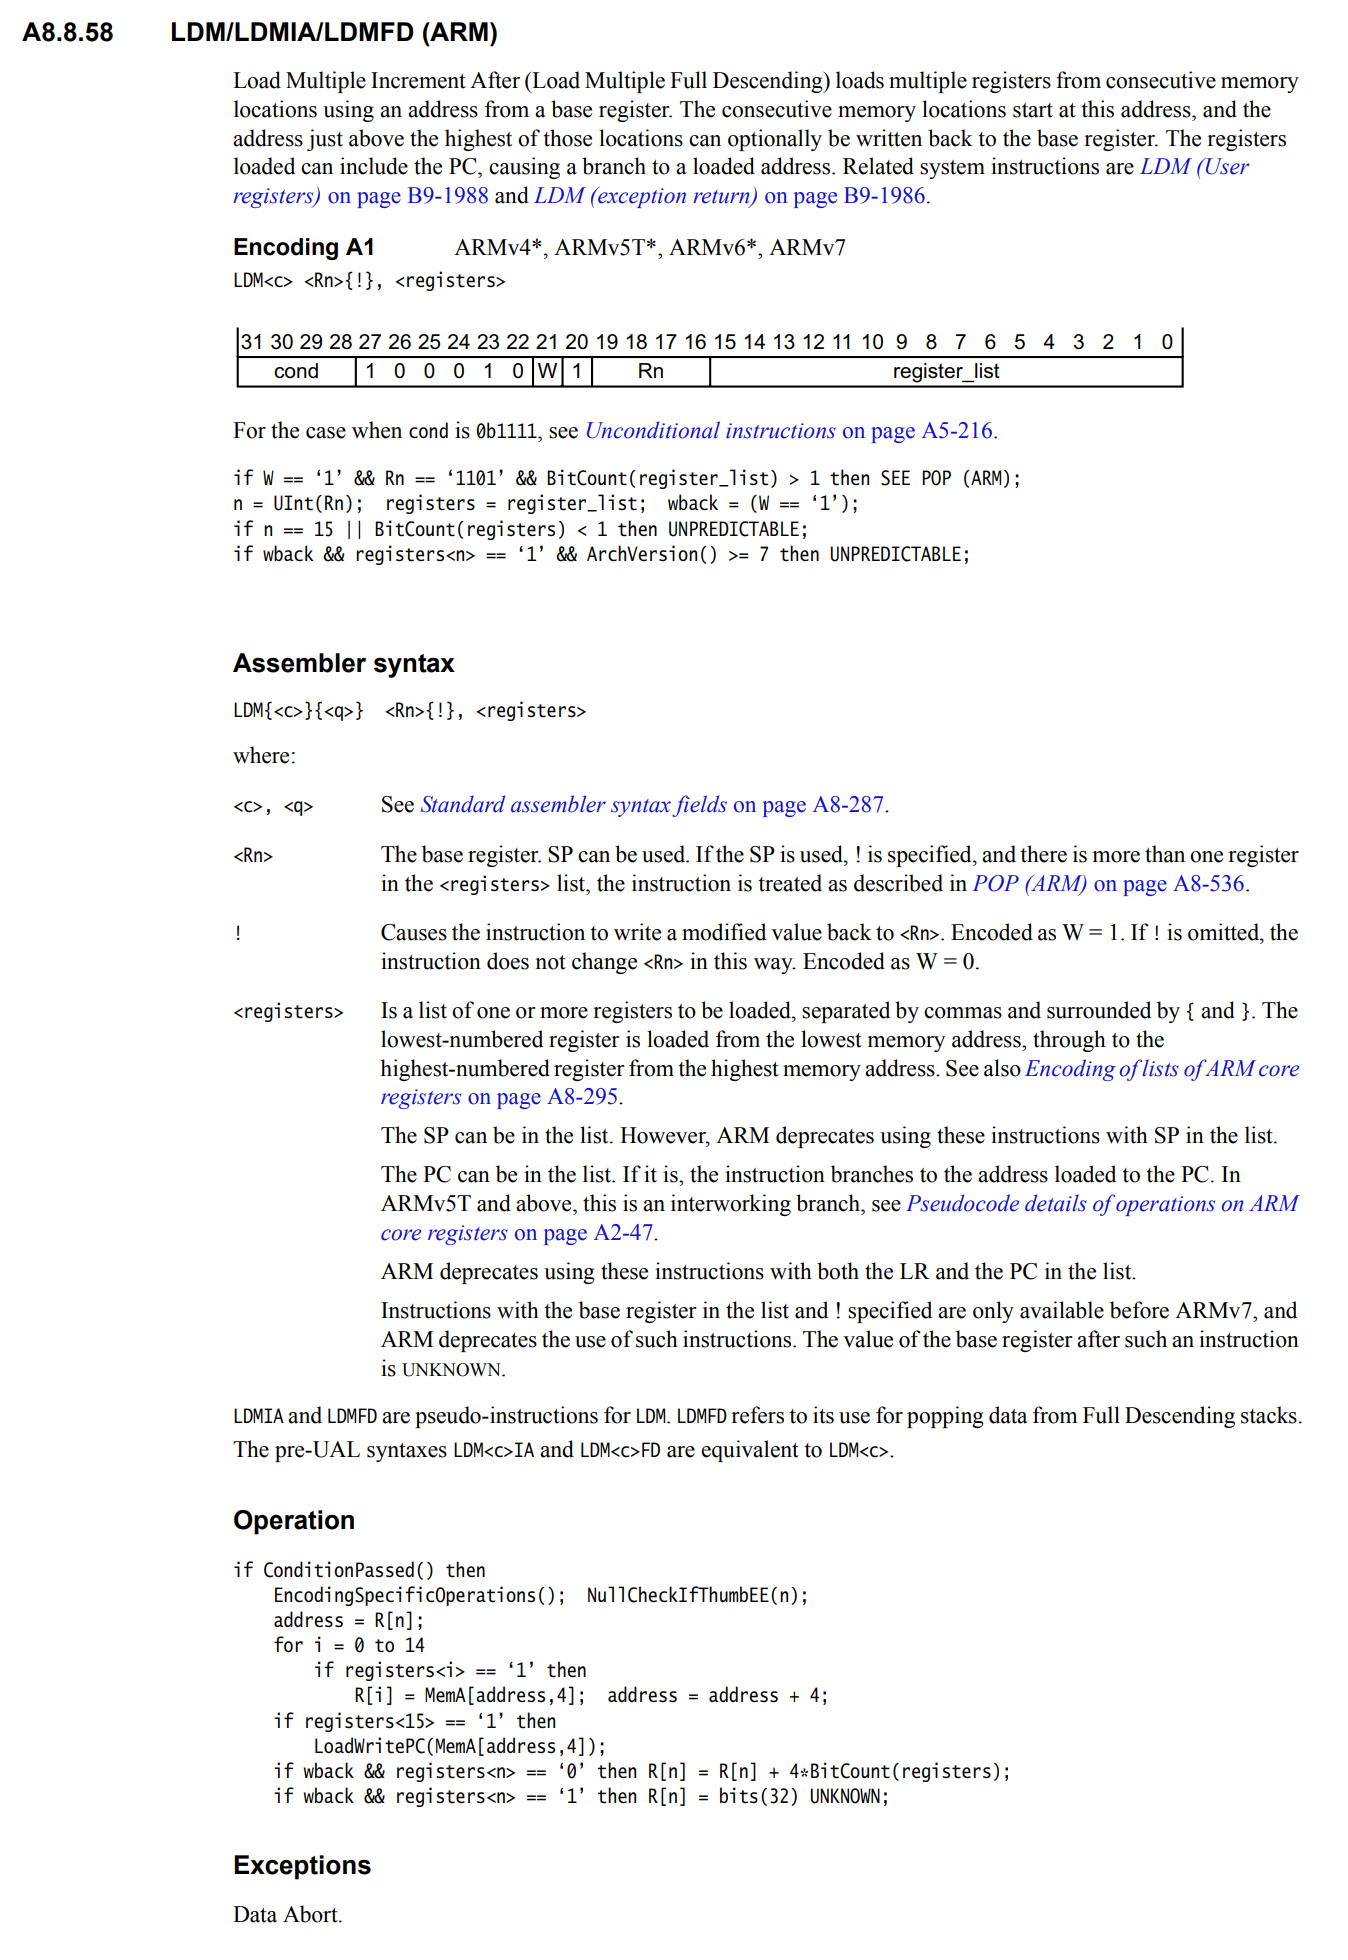 A8.8.58 LDM/LDMIA/LDMFD (ARM)
Load Multiple Increment After (Load Multiple Full Descending) loads multiple registers from consecutive memory
locations using an address from a base register. The consecutive memory locations start at this address, and the
address just above the highest of those locations can optionally be written back to the base register. The registers
loaded can include the PC, causing a branch to a loaded address. Related system instructions are LDM (User
registers) on page B9-1988 and LDM (exception return) on page B9-1986.
Encoding A1 ARMv4*, ARMv5T*, ARMv6*, ARMv7
LDM<c> <Rn>{!}, <registers>
31 30 29 28 27 26 25 24 23 22 21 20 19 18 17 16 15 14 13 12 11 10 9 8 7 6 5 4 3 2 1 0
cond 1 0 0 0 1 0 W 1 Rn register_list
For the case when cond is 0b1111, see Unconditional instructions on page A5-216.
if W == ‘1’ && Rn == ‘1101’ && BitCount(register_list) > 1 then SEE POP (ARM);
n = UInt(Rn); registers = register_list; wback = (W == ‘1’);
if n == 15 || BitCount(registers) < 1 then UNPREDICTABLE;
if wback && registers<n> == ‘1’ && ArchVersion() >= 7 then UNPREDICTABLE;
Assembler syntax
LDM{<c>}{<q>} <Rn>{!}, <registers>
where:
<c>, <q> See Standard assembler syntax fields on page A8-287.
<Rn> The base register. SP can be used. If the SP is used, ! is specified, and there is more than one register
in the <registers> list, the instruction is treated as described in POP (ARM) on page A8-536.
! Causes the instruction to write a modified value back to <Rn>. Encoded as W = 1. If ! is omitted, the
instruction does not change <Rn> in this way. Encoded as W = 0.
<registers> Is a list of one or more registers to be loaded, separated by commas and surrounded by { and }. The
lowest-numbered register is loaded from the lowest memory address, through to the
highest-numbered register from the highest memory address. See also Encoding of lists of ARM core
registers on page A8-295.
The SP can be in the list. However, ARM deprecates using these instructions with SP in the list.
The PC can be in the list. If it is, the instruction branches to the address loaded to the PC. In
ARMv5T and above, this is an interworking branch, see Pseudocode details of operations on ARM
core registers on page A2-47.
ARM deprecates using these instructions with both the LR and the PC in the list.
Instructions with the base register in the list and ! specified are only available before ARMv7, and
ARM deprecates the use of such instructions. The value of the base register after such an instruction
is UNKNOWN.
LDMIA and LDMFD are pseudo-instructions for LDM. LDMFD refers to its use for popping data from Full Descending stacks.
The pre-UAL syntaxes LDM<c>IA and LDM<c>FD are equivalent to LDM<c>.
Operation
if ConditionPassed() then
EncodingSpecificOperations(); NullCheckIfThumbEE(n);
address = R[n];
for i = 0 to 14
if registers<i> == ‘1’ then
R[i] = MemA[address,4]; address = address + 4;
if registers<15> == ‘1’ then
LoadWritePC(MemA[address,4]);
if wback && registers<n> == ‘0’ then R[n] = R[n] + 4*BitCount(registers);
if wback && registers<n> == ‘1’ then R[n] = bits(32) UNKNOWN;
Exceptions
Data Abort.